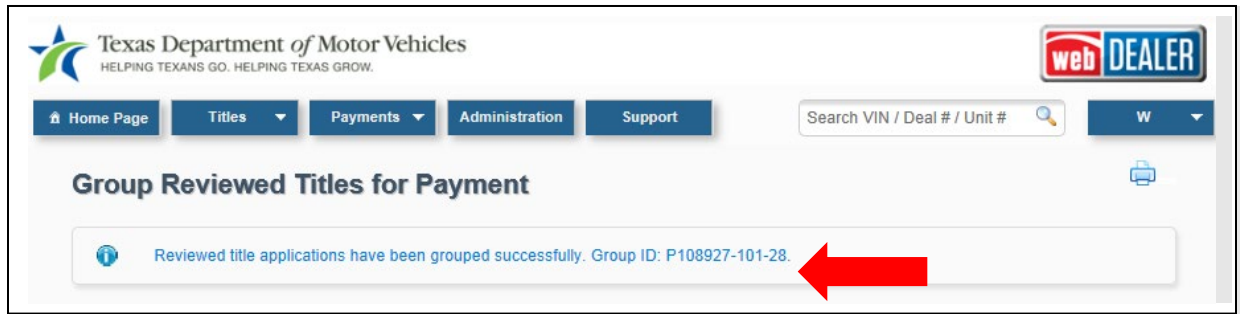 Texas Department of Motor Vehicles
HELPING TEXANS GO. HELPING TEXAS GROW.
web DEALER
Home Page Titles Payments Administration Support Search VIN / Deal # / Unit # W
Group Reviewed Titles for Payment
Reviewed title applications have been grouped successfully. Group ID: P108927-101-28.